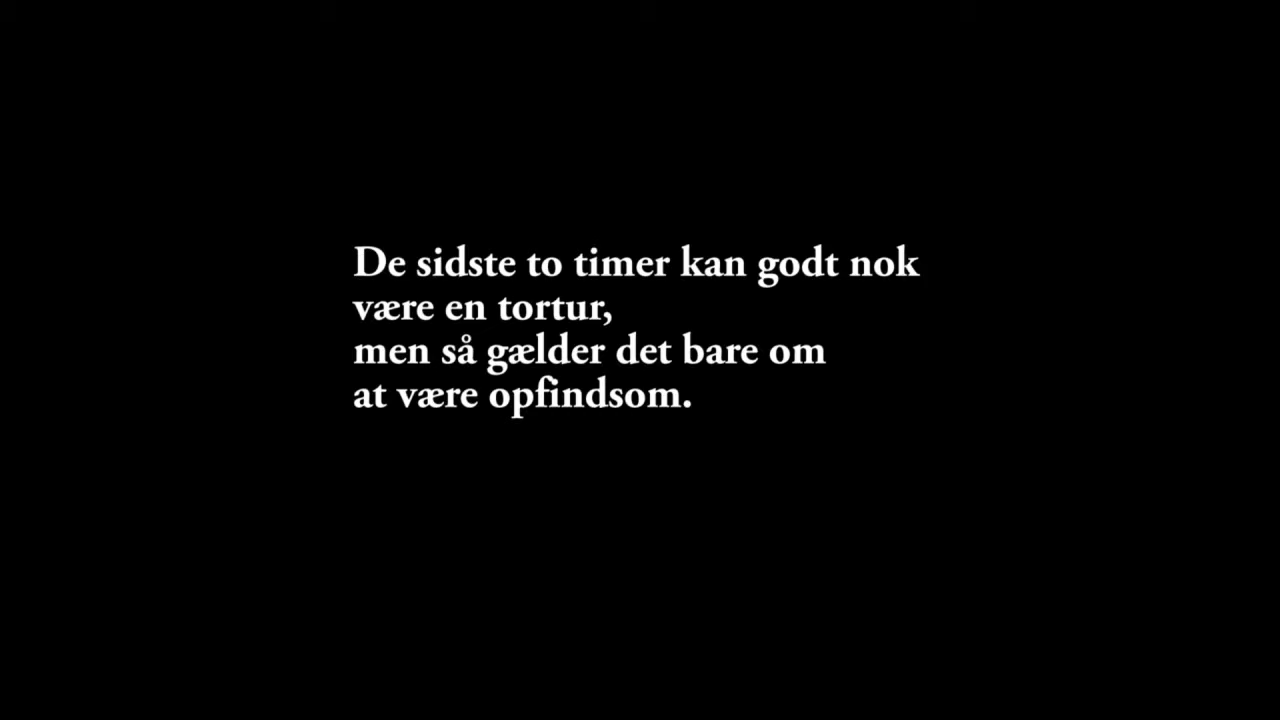 De sidste to timer kan godt nok
være en tortur,
men så gælder det bare om
at være opfindsom.